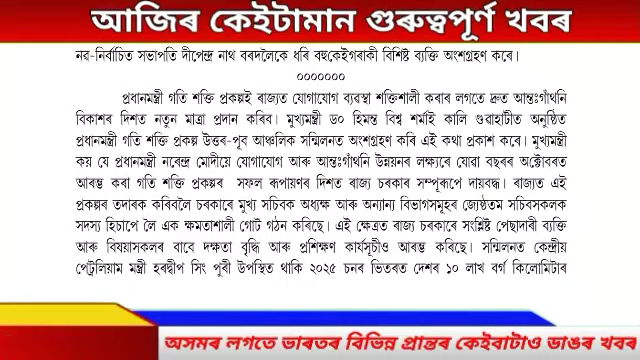 আজিৰ কেইটামান গুৰুত্বপূৰ্ণ খবৰ
নৱ-নিৰ্বাচিত সভাপতি দীপেন্দ্ৰ নাথ বৰদলৈকে ধৰি বহুকেইগৰাকী বিশিষ্ট ব্যক্তি অংশগ্ৰহণ কৰে।
০০০০০০০
প্ৰধানমন্ত্ৰী গতি শক্তি প্ৰকল্পই ৰাজ্যত যোগাযোগ ব্যৱস্থা শক্তিশালী কৰাৰ লগতে দ্ৰুত আন্তঃগাঁথনি
বিকাশৰ দিশত নতুন মাত্ৰা প্ৰদান কৰিব। মুখ্যমন্ত্ৰী ড০ হিমন্ত বিশ্ব শৰ্মাই কালি গুৱাহাটীত অনুষ্ঠিত
প্ৰধানমন্ত্ৰী গতি শক্তি প্ৰকল্প উত্তৰ-পূব আঞ্চলিক সন্মিলনত অংশগ্ৰহণ কৰি এই কথা প্ৰকাশ কৰে। মুখ্যমন্ত্ৰী
কয় যে প্ৰধানমন্ত্ৰী নৰেন্দ্ৰ মোদীয়ে যোগাযোগ আৰু আন্তঃগাঁথনি উন্নয়নৰ লক্ষ্যৰে যোৱা বছৰৰ অক্টোবৰত
আৰম্ভ কৰা গতি শক্তি প্ৰকল্পৰ সফল ৰূপায়ণৰ দিশত ৰাজ্য চৰকাৰ সম্পূৰূপে দায়বদ্ধ। ৰাজ্যত এই
প্ৰকল্পৰ তদাৰক কৰিবলৈ চৰকাৰে মুখ্য সচিবক অধ্যক্ষ আৰু অন্যান্য বিভাগসমূহৰ জ্যেষ্ঠতম সচিবসকলক
সদস্য হিচাপে লৈ এক ক্ষমতাশালী গোট গঠন কৰিছে। এই ক্ষেত্ৰত ৰাজ্য চৰকাৰে সংশ্লিষ্ট পেছাদাৰী ব্যক্তি
আৰু বিষয়াসকলৰ বাবে দক্ষতা বৃদ্ধি আৰু প্ৰশিক্ষণ কাৰ্যসূচীও আৰম্ভ কৰিছে। সন্মিলনত কেন্দ্ৰীয়
পেট্ৰলিয়াম মন্ত্ৰী হৰদ্বীপ সিং পুৰী উপস্থিত থাকি ২০২৫ চনৰ ভিতৰত দেশৰ ১০ লাখ বৰ্গ কিলোমিটাৰ
অসমৰ লগতে ভাৰতৰ বিভিন্ন প্ৰান্তৰ কেইবাটাও ডাঙৰ খবৰ